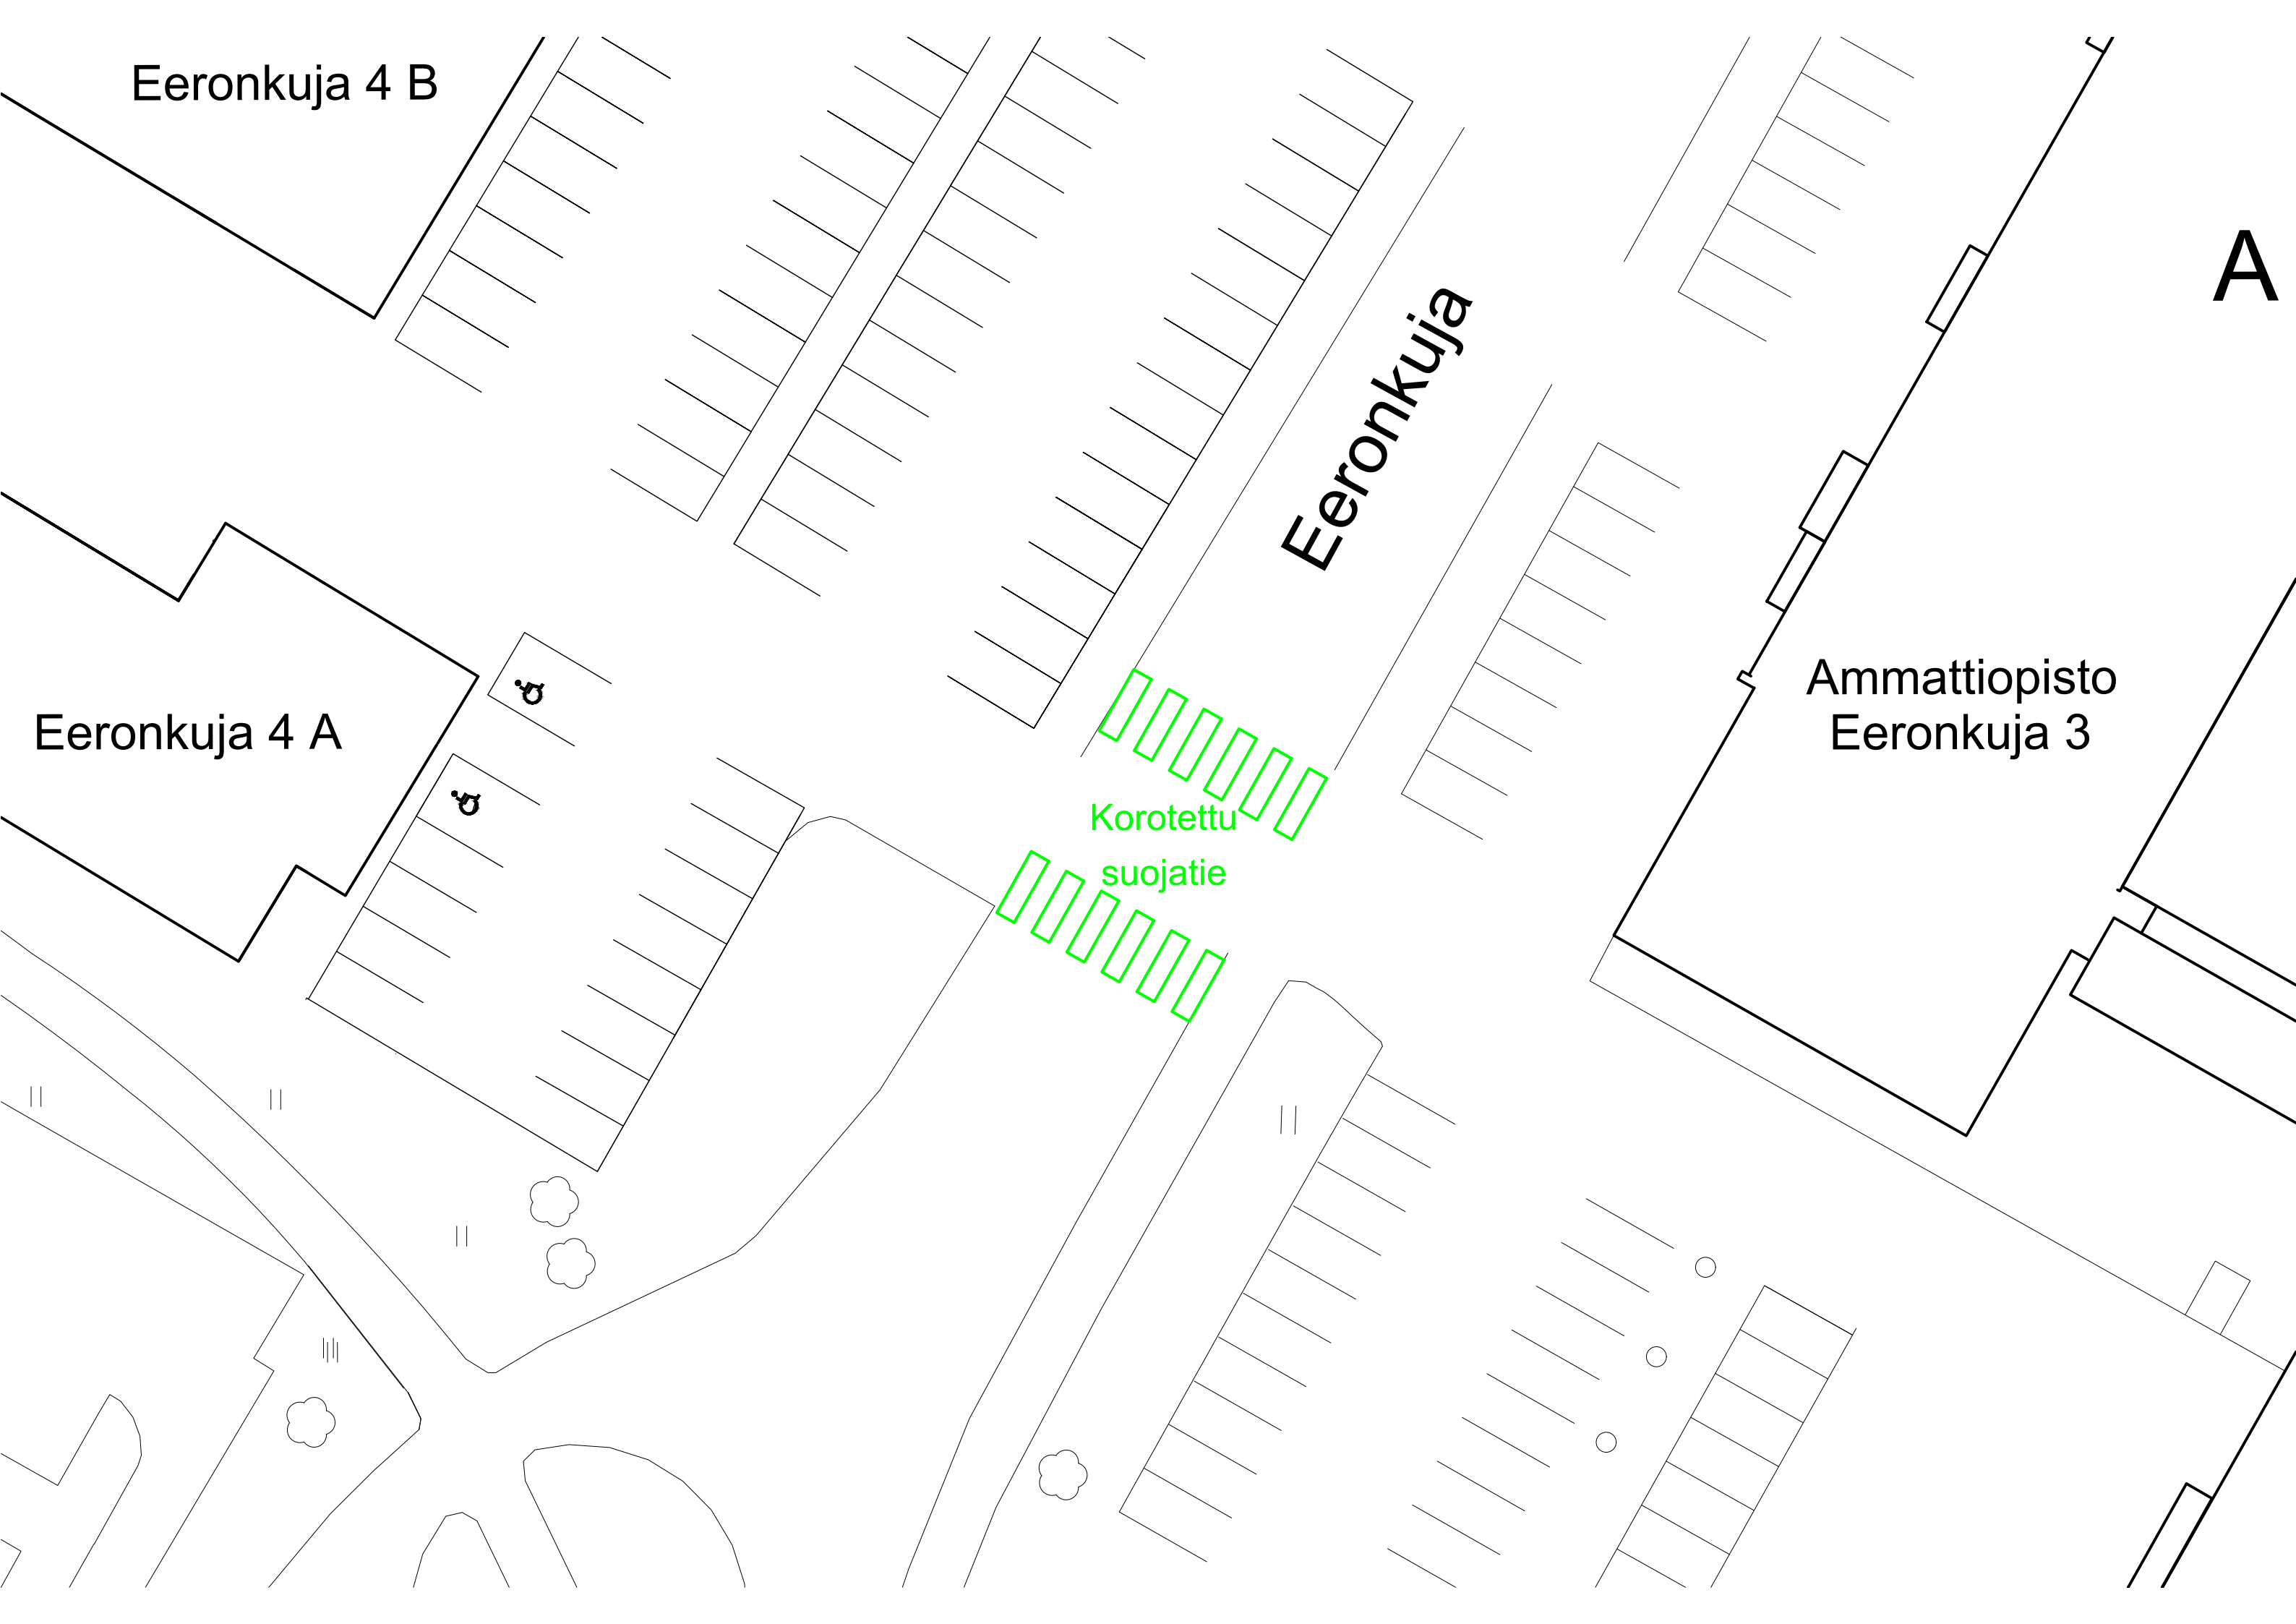 Eeronkuja 4 B
A
Eeronkuja
Ammattiopisto
Eeronkuja 3
Eeronkuja 4 A
Korotettu
suojatie